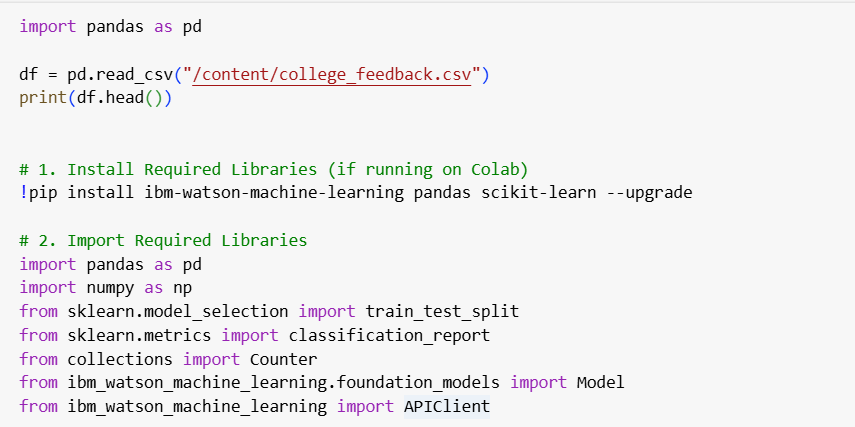 import pandas as pd
df = pd.read_csv("/content/college_feedback.csv")
print(df.head())
# 1. Install Required Libraries (if running on Colab)
!pip install ibm-watson-machine-learning pandas scikit-learn --upgrade
# 2. Import Required Libraries
import pandas as pd
import numpy as np
from sklearn.model_selection import train_test_split
from sklearn.metrics import classification_report
from collections import Counter
from ibm_watson_machine_learning.foundation_models import Model
from ibm_watson_machine_learning import APIClient